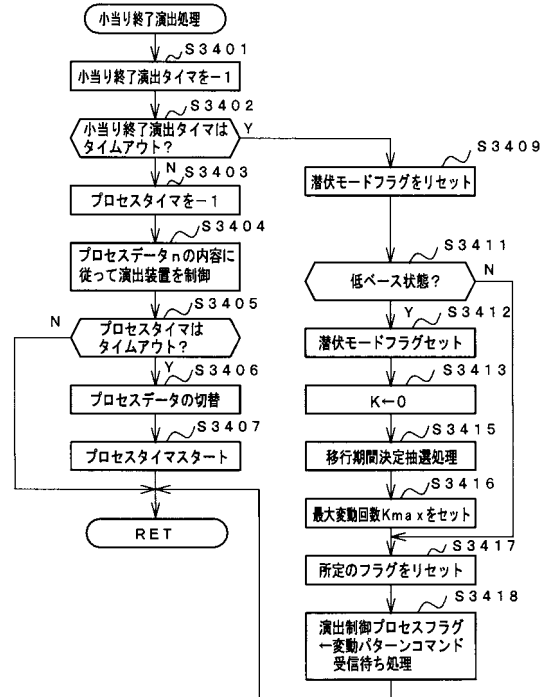 小当り終了演出処理
S3401
小当り終了演出タイマを－1
S3402
小当り終了演出タイマは
タイムアウト？
Y
N
S3403
プロセスタイマを－1
S3404
プロセスデータnの内容に
従って演出装置を制御
S3405
N
プロセスタイマは
タイムアウト？
Y
S3406
プロセスデータの切替
S3407
プロセスタイマスタート
RET
S3409
潜伏モードフラグをリセット
S3411
低ベース状態？
N
Y
S3412
潜伏モードフラグセット
S3413
K←0
S3415
移行期間決定抽選処理
S3416
最大変動回数Kmaxをセット
S3417
所定のフラグをリセット
S3418
演出制御プロセスフラグ
←変動パターンコマンド
受信待ち処理